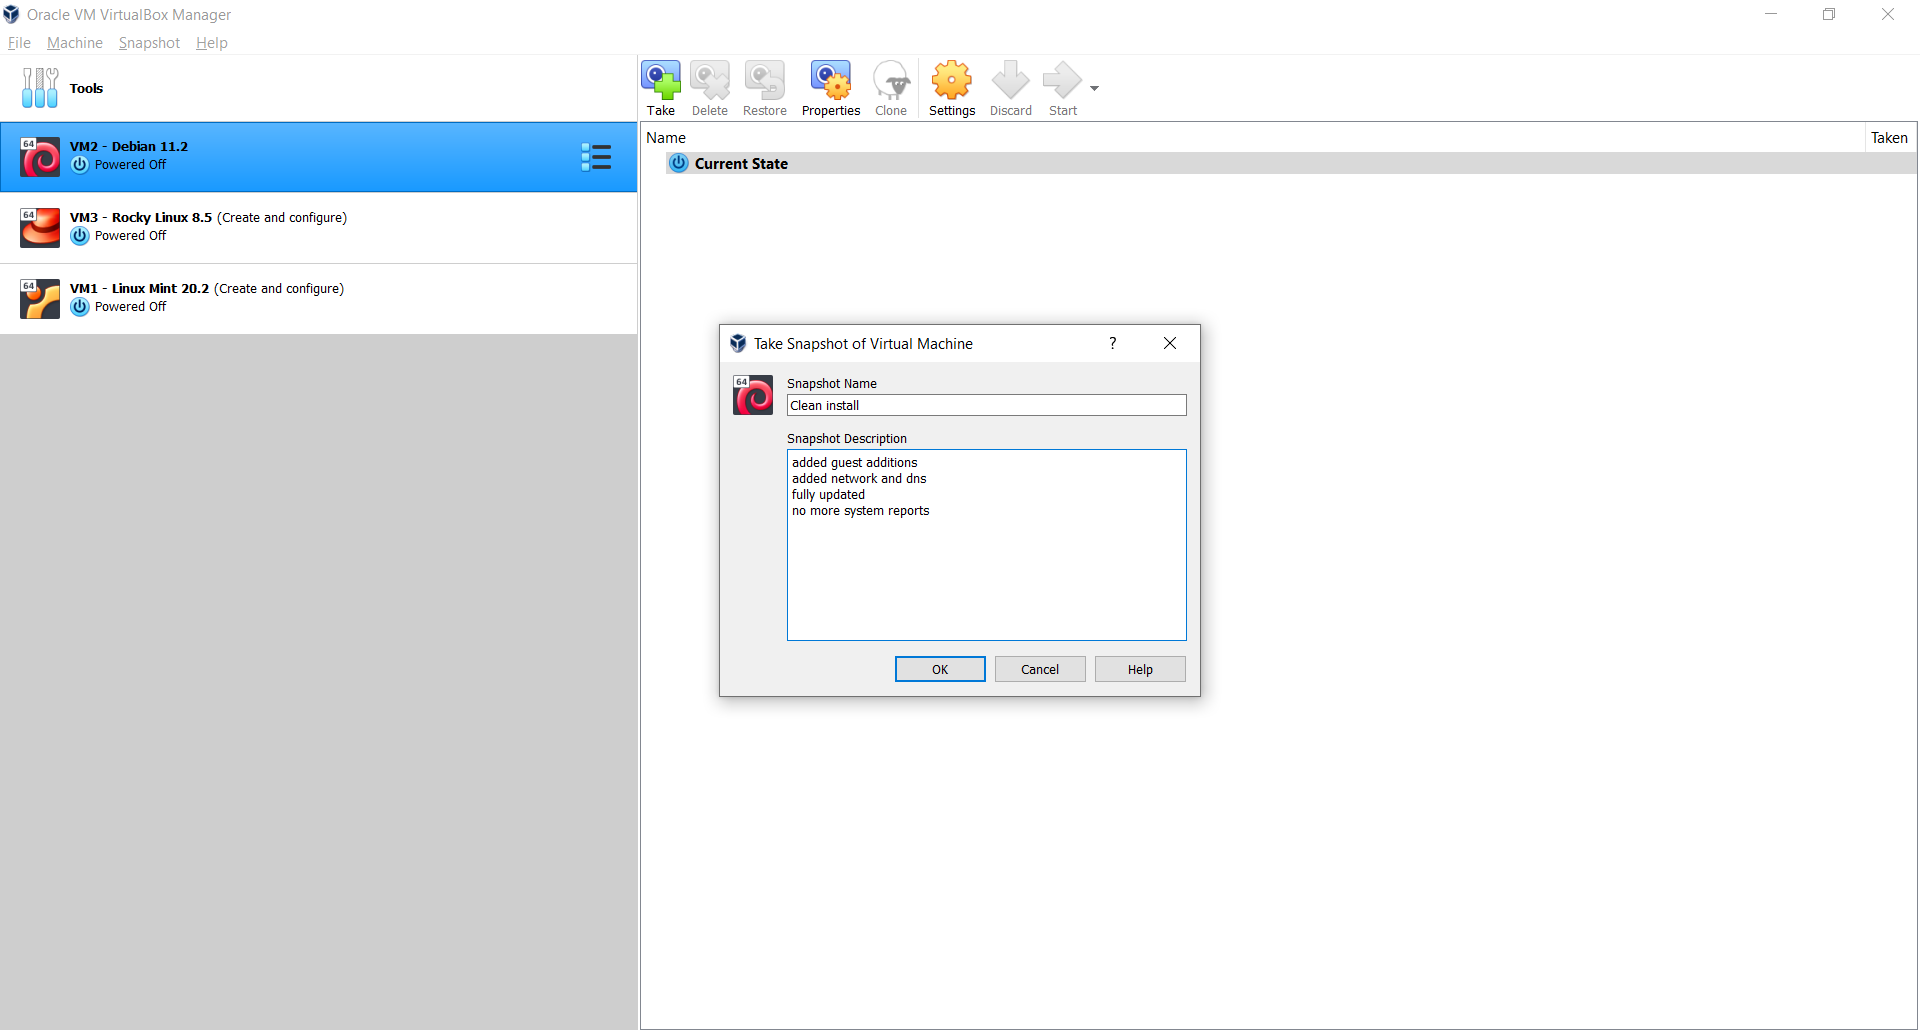 Oracle VM VirtualBox Manager
File Machine Snapshot Help
Tools
64
VM2 - Debian 11.2
Powered Off
64
VM3 - Rocky Linux 8.5 (Create and configure)
Powered Off
64
VM1 - Linux Mint 20.2 (Create and configure)
Powered Off
Take Delete Restore Properties Clone Settings Discard Start
Name Taken
Current State
Take Snapshot of Virtual Machine ?
64
Snapshot Name
Clean install
Snapshot Description
added guest additions
added network and dns
fully updated
no more system reports
OK Cancel Help